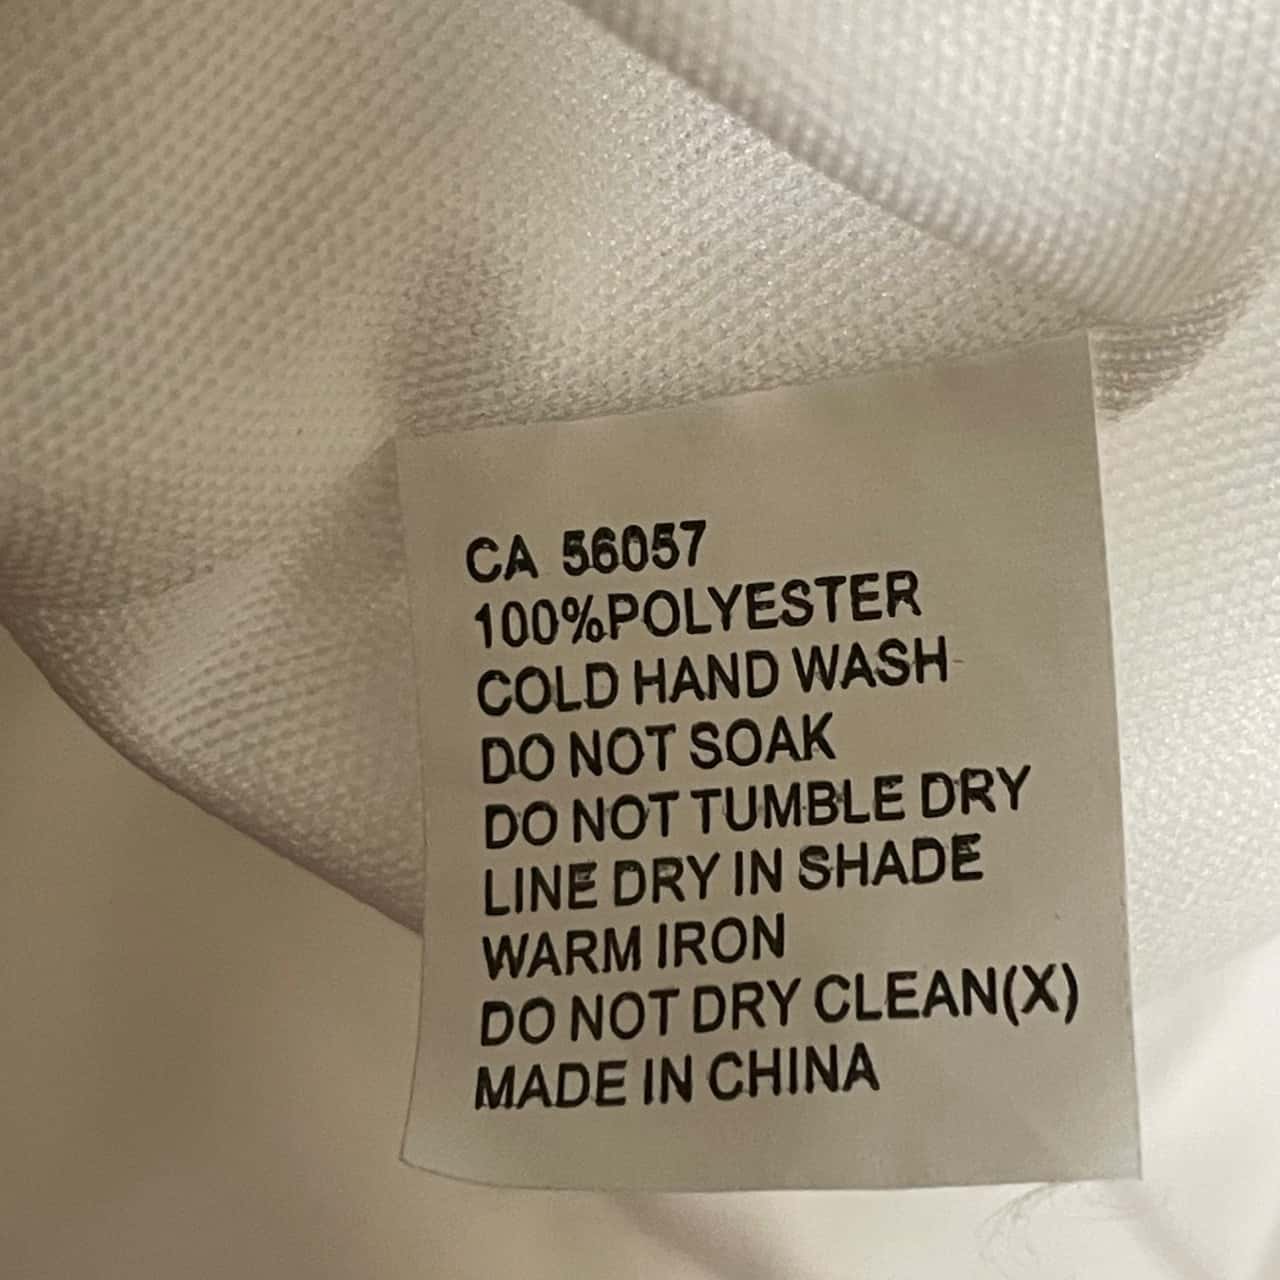 CA 56057
100%POLYESTER
COLD HAND WASH
DO NOT SOAK
DO NOT TUMBLE DRY
LINE DRY IN SHADE
WARM IRON
DO NOT DRY CLEAN(X)
MADE IN CHINA